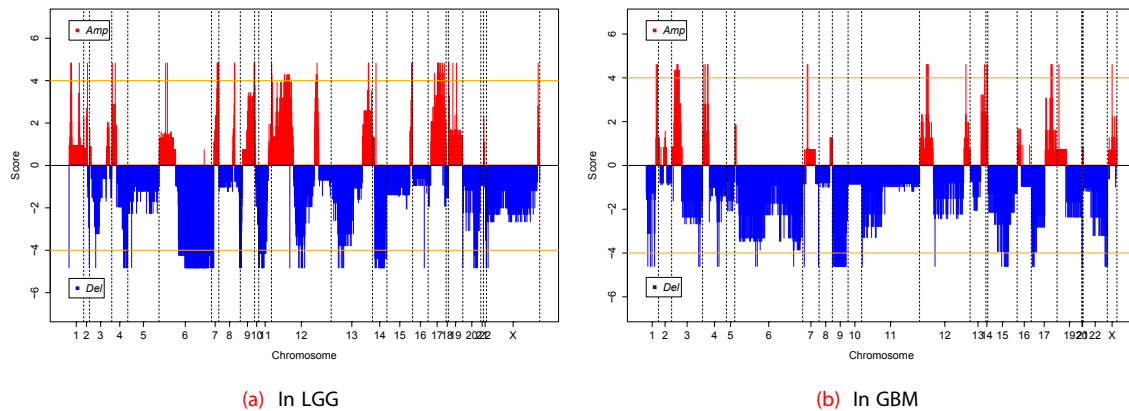 6
4
2
0
−2
−4
−6
Score
Amp
Del
1 2 3 4 5 6 7 8 9 10 11 12 13 14 15 16 17 18 19 20 21 22 X
Chromosome
(a) In LGG
6
4
2
0
−2
−4
−6
Score
Amp
Del
1 2 3 4 5 6 7 8 9 10 11 12 13 14 15 16 17 19 20 22 X
Chromosome
(b) In GBM